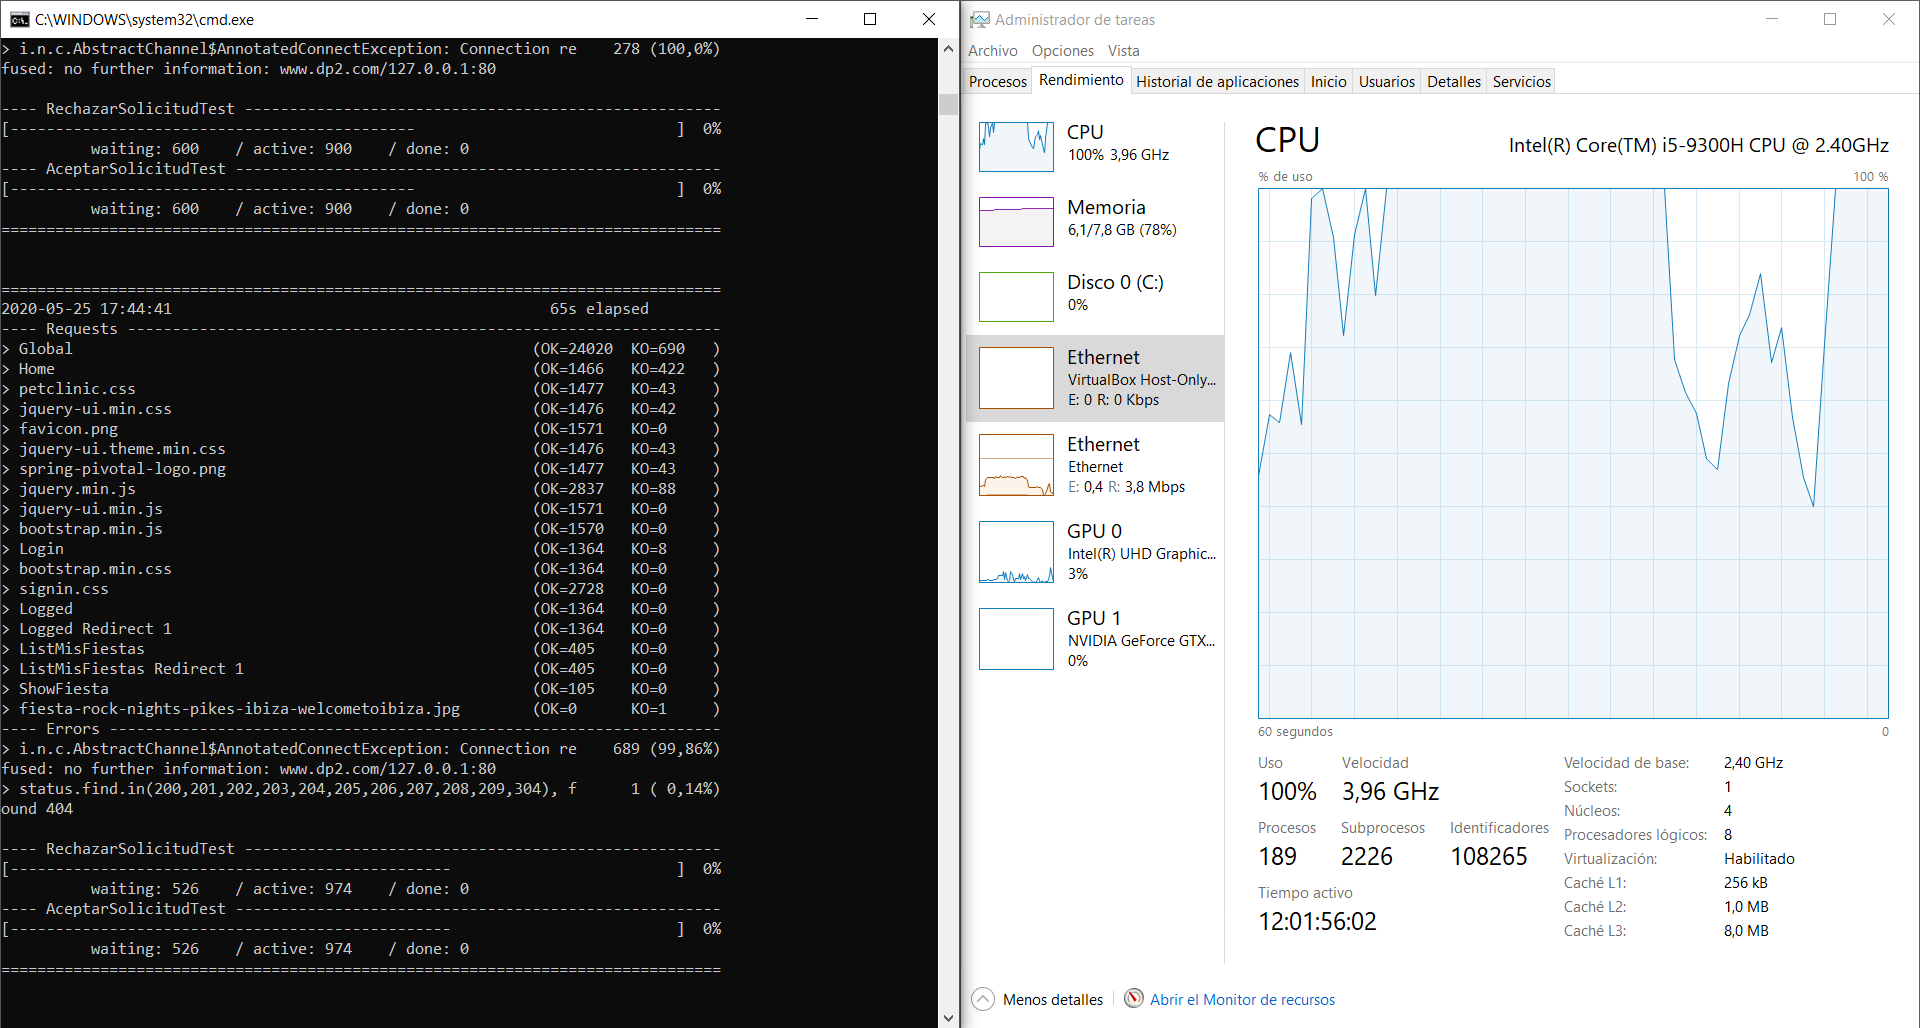 C:\WINDOWS\system32\cmd.exe
> i.n.c.AbstractChannel$AnnotatedConnectException: Connection re    278 (100,0%)
fused: no further information: www.dp2.com/127.0.0.1:80
---- RechazarSolicitudTest -----------------------------------------------------
[---------------------------------------------                             ]  0%
          waiting: 600    / active: 900    / done: 0
---- AceptarSolicitudTest ------------------------------------------------------
[---------------------------------------------                             ]  0%
          waiting: 600    / active: 900    / done: 0
================================================================================
================================================================================
2020-05-25 17:44:41                                          65s elapsed
---- Requests ------------------------------------------------------------------
> Global                                                   (OK=24020  KO=690   )
> Home                                                     (OK=1466   KO=422   )
> petclinic.css                                            (OK=1477   KO=43    )
> jquery-ui.min.css                                        (OK=1476   KO=42    )
> favicon.png                                              (OK=1571   KO=0     )
> jquery-ui.theme.min.css                                  (OK=1476   KO=43    )
> spring-pivotal-logo.png                                  (OK=1477   KO=43    )
> jquery.min.js                                            (OK=2837   KO=88    )
> jquery-ui.min.js                                         (OK=1571   KO=0     )
> bootstrap.min.js                                         (OK=1570   KO=0     )
> Login                                                    (OK=1364   KO=8     )
> bootstrap.min.css                                        (OK=1364   KO=0     )
> signin.css                                               (OK=2728   KO=0     )
> Logged                                                   (OK=1364   KO=0     )
> Logged Redirect 1                                        (OK=1364   KO=0     )
> ListMisFiestas                                           (OK=405    KO=0     )
> ListMisFiestas Redirect 1                                (OK=405    KO=0     )
> ShowFiesta                                               (OK=105    KO=0     )
> fiesta-rock-nights-pikes-ibiza-welcometoibiza.jpg        (OK=0      KO=1     )
---- Errors --------------------------------------------------------------------
> i.n.c.AbstractChannel$AnnotatedConnectException: Connection re    689 (99,86%)
fused: no further information: www.dp2.com/127.0.0.1:80
> status.find.in(200,201,202,203,204,205,206,207,208,209,304), f      1 ( 0,14%)
ound 404
---- RechazarSolicitudTest -----------------------------------------------------
[-------------------------------------------------                         ]  0%
          waiting: 526    / active: 974    / done: 0
---- AceptarSolicitudTest ------------------------------------------------------
[-------------------------------------------------                         ]  0%
          waiting: 526    / active: 974    / done: 0
================================================================================
Administrador de tareas
Archivo Opciones Vista
Procesos Rendimiento Historial de aplicaciones Inicio Usuarios Detalles Servicios
CPU
100% 3,96 GHz
Memoria
6,1/7,8 GB (78%)
Disco 0 (C:)
0%
Ethernet
VirtualBox Host-Only...
E: 0 R: 0 Kbps
Ethernet
Ethernet
E: 0,4 R: 3,8 Mbps
GPU 0
Intel(R) UHD Graphic...
3%
GPU 1
NVIDIA GeForce GTX...
0%
CPU
Intel(R) Core(TM) i5-9300H CPU @ 2.40GHz
% de uso 100 %
60 segundos 0
Uso Velocidad
100% 3,96 GHz
Procesos Subprocesos Identificadores
189 2226 108265
Tiempo activo
12:01:56:02
Velocidad de base: 2,40 GHz
Sockets: 1
Núcleos: 4
Procesadores lógicos: 8
Virtualización: Habilitado
Caché L1: 256 kB
Caché L2: 1,0 MB
Caché L3: 8,0 MB
Menos detalles Abrir el Monitor de recursos